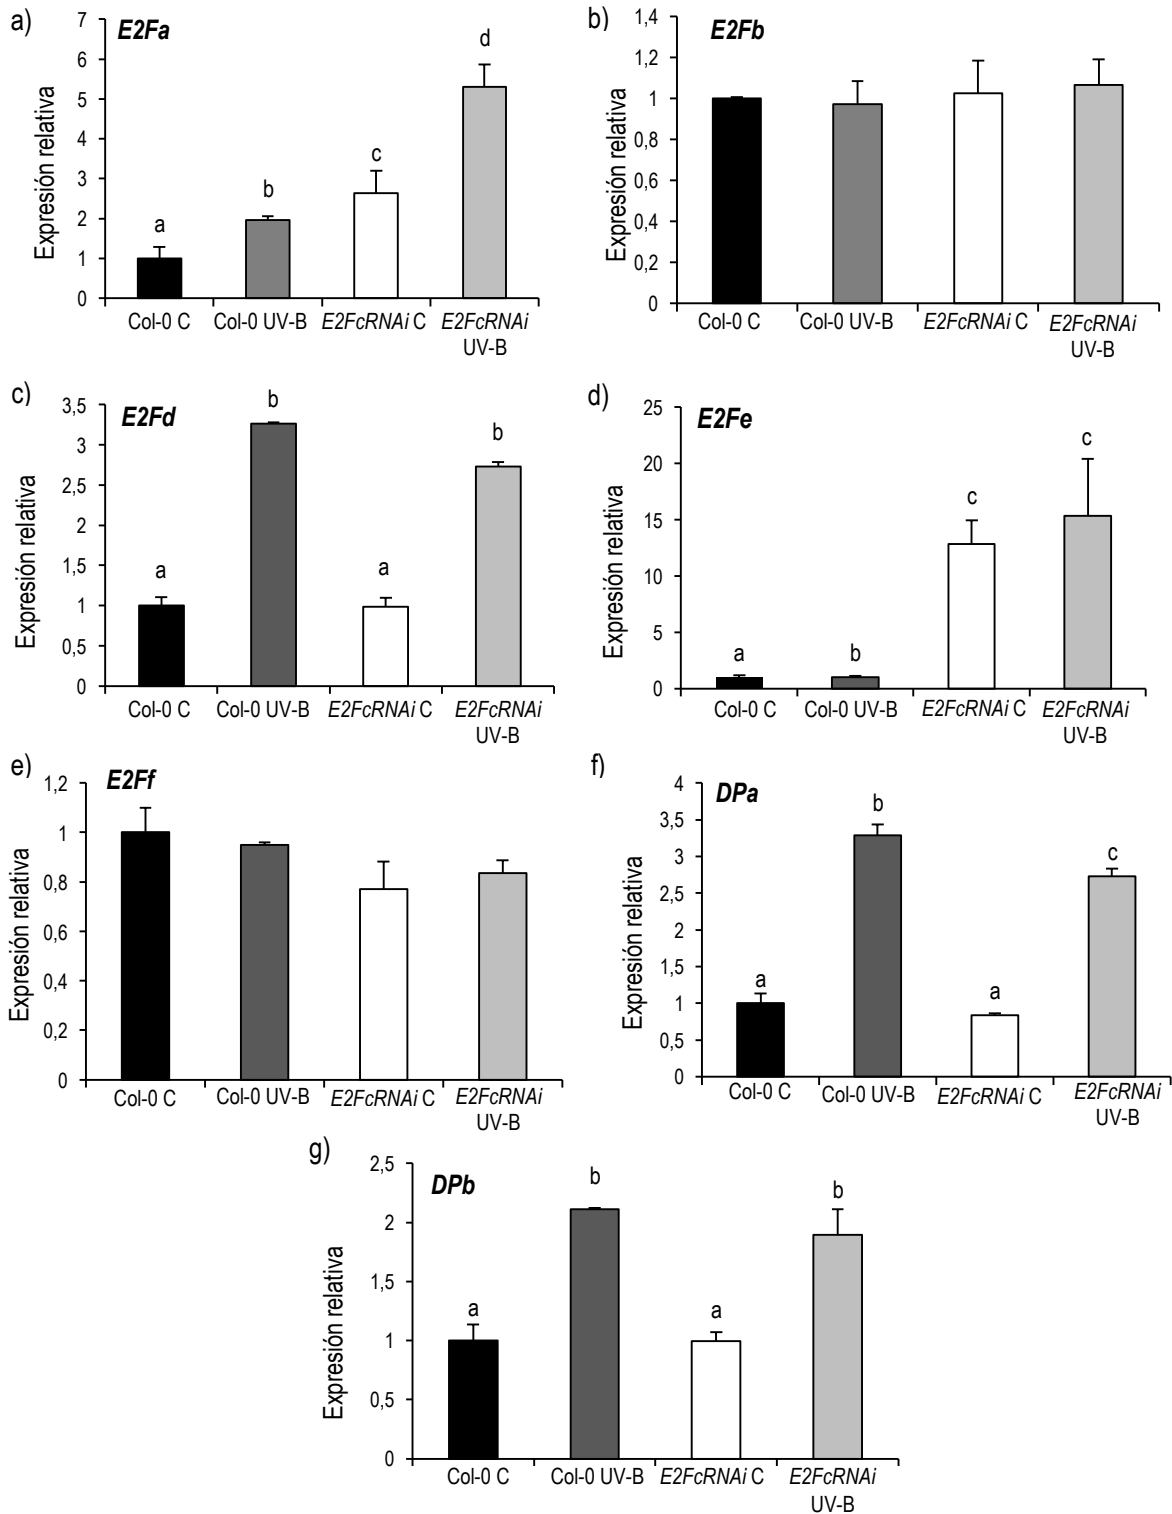 a)
E2Fa
Expresión relativa
7
6
5
4
3
2
1
0
a
b
c
d
Col-0 C
Col-0 UV-B
E2FcRNAi C
E2FcRNAi
UV-B
b)
E2Fb
Expresión relativa
1,4
1,2
1
0,8
0,6
0,4
0,2
0
Col-0 C
Col-0 UV-B
E2FcRNAi C
E2FcRNAi
UV-B
c)
E2Fd
Expresión relativa
3,5
3
2,5
2
1,5
1
0,5
0
a
b
a
b
Col-0 C
Col-0 UV-B
E2FcRNAi C
E2FcRNAi
UV-B
d)
E2Fe
Expresión relativa
25
20
15
10
5
0
a
b
c
c
Col-0 C
Col-0 UV-B
E2FcRNAi C
E2FcRNAi
UV-B
e)
E2Ff
Expresión relativa
1,2
1
0,8
0,6
0,4
0,2
0
Col-0 C
Col-0 UV-B
E2FcRNAi C
E2FcRNAi
UV-B
f)
DPa
Expresión relativa
4
3,5
3
2,5
2
1,5
1
0,5
0
a
b
a
c
Col-0 C
Col-0 UV-B
E2FcRNAi C
E2FcRNAi
UV-B
g)
DPb
Expresión relativa
2,5
2
1,5
1
0,5
0
a
b
a
b
Col-0 C
Col-0 UV-B
E2FcRNAi C
E2FcRNAi
UV-B